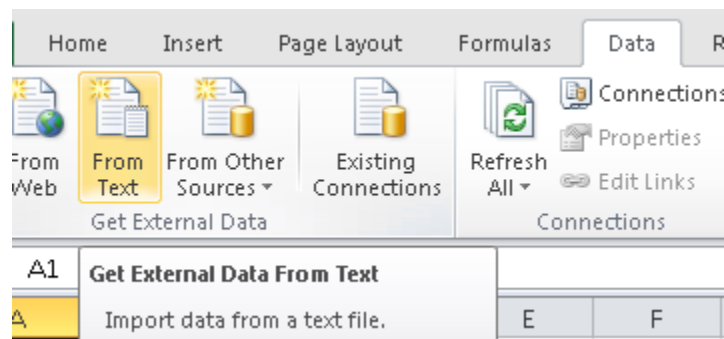 Home Insert Page Layout Formulas Data
From Web
From Text
From Other Sources
Existing Connections
Refresh All
Connections
Properties
Edit Links
Get External Data
Connections
A1
Get External Data From Text
Import data from a text file.
A E F